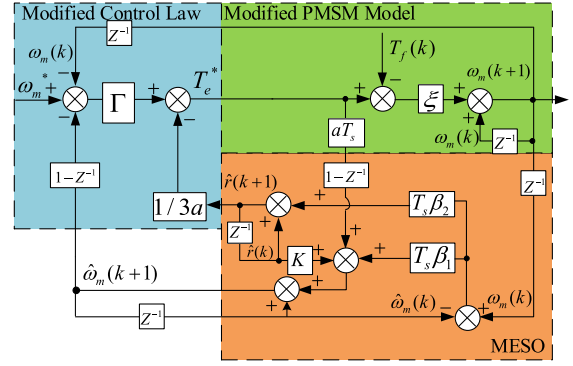 Modified Control Law
Modified PMSM Model
Z⁻¹
ω_m(k)
T_f(k)
ω_m(k+1)
−
−
ω_m^*
+
Γ
+
T_e^*
+
ξ
+
+
−
−
aT_s
ω_m(k)
Z⁻¹
1−Z⁻¹
1−Z⁻¹
Z⁻¹
1/3a
r̂(k+1)
+
T_sβ_2
+
Z⁻¹
r̂(k)
K
+
+
+
T_sβ_1
ω̂_m(k+1)
+
+
Z⁻¹
ω̂_m(k)
−
+
ω_m(k)
MESO